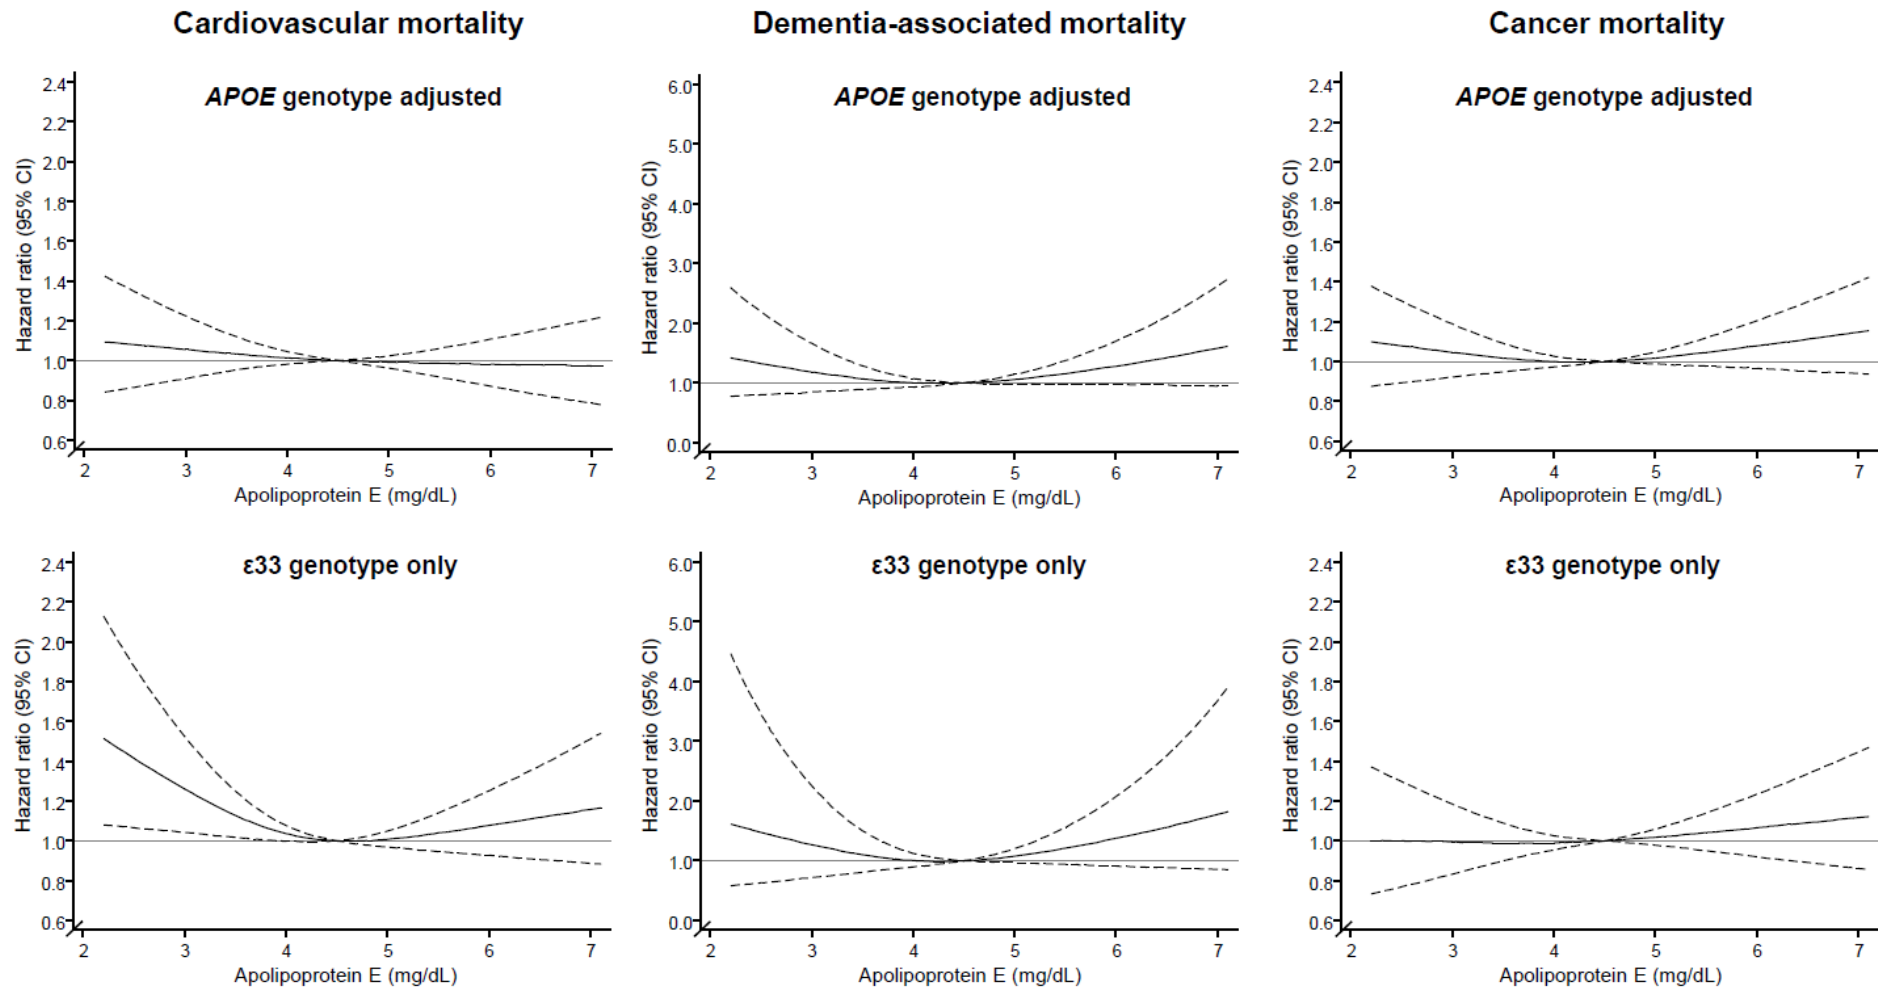 Cardiovascular mortality
Dementia-associated mortality
Cancer mortality
APOE genotype adjusted
Hazard ratio (95% CI)
2.4
2.2
2.0
1.8
1.6
1.4
1.2
1.0
0.8
0.6
2 3 4 5 6 7
Apolipoprotein E (mg/dL)
APOE genotype adjusted
Hazard ratio (95% CI)
6.0
5.0
4.0
3.0
2.0
1.0
0.0
2 3 4 5 6 7
Apolipoprotein E (mg/dL)
APOE genotype adjusted
Hazard ratio (95% CI)
2.4
2.2
2.0
1.8
1.6
1.4
1.2
1.0
0.8
0.6
2 3 4 5 6 7
Apolipoprotein E (mg/dL)
ε33 genotype only
Hazard ratio (95% CI)
2.4
2.2
2.0
1.8
1.6
1.4
1.2
1.0
0.8
0.6
2 3 4 5 6 7
Apolipoprotein E (mg/dL)
ε33 genotype only
Hazard ratio (95% CI)
6.0
5.0
4.0
3.0
2.0
1.0
0.0
2 3 4 5 6 7
Apolipoprotein E (mg/dL)
ε33 genotype only
Hazard ratio (95% CI)
2.4
2.2
2.0
1.8
1.6
1.4
1.2
1.0
0.8
0.6
2 3 4 5 6 7
Apolipoprotein E (mg/dL)